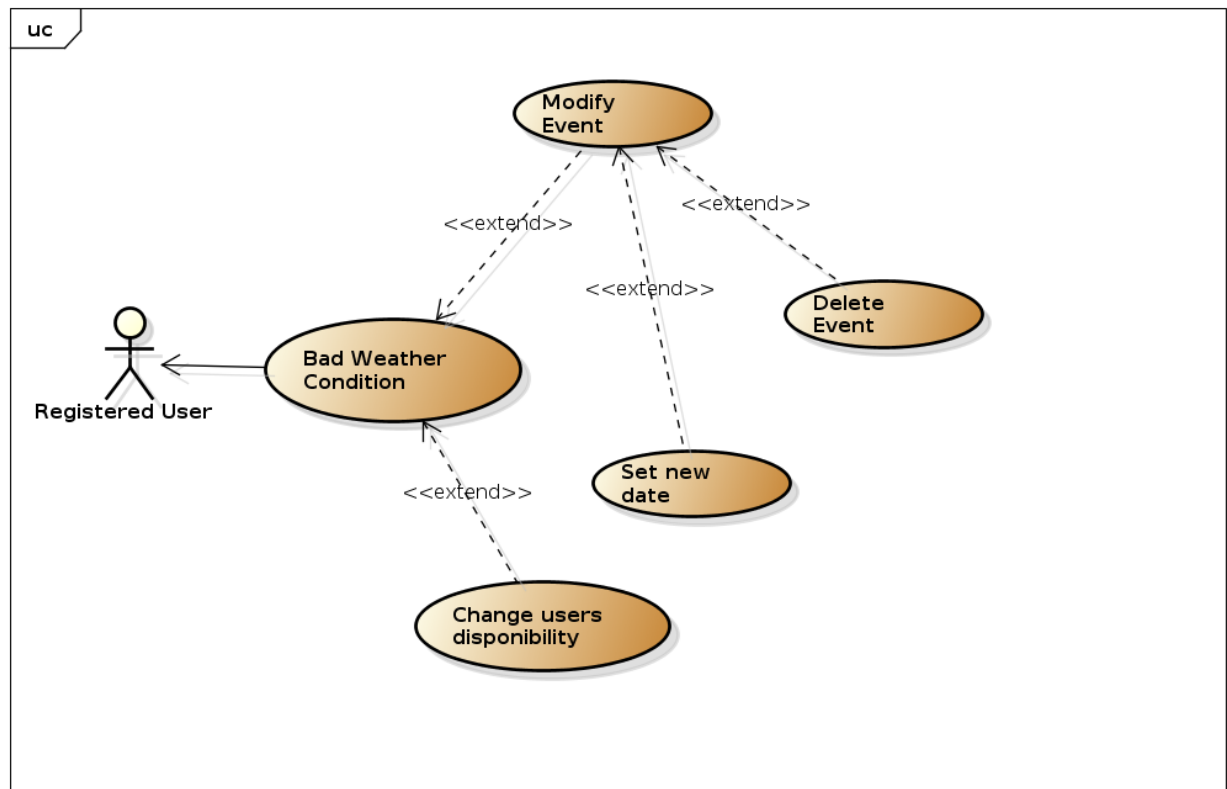 uc
Modify
Event
<<extend>>
<<extend>>
<<extend>>
Delete
Event
Bad Weather
Condition
Registered User
Set new
date
<<extend>>
Change users
disponibility